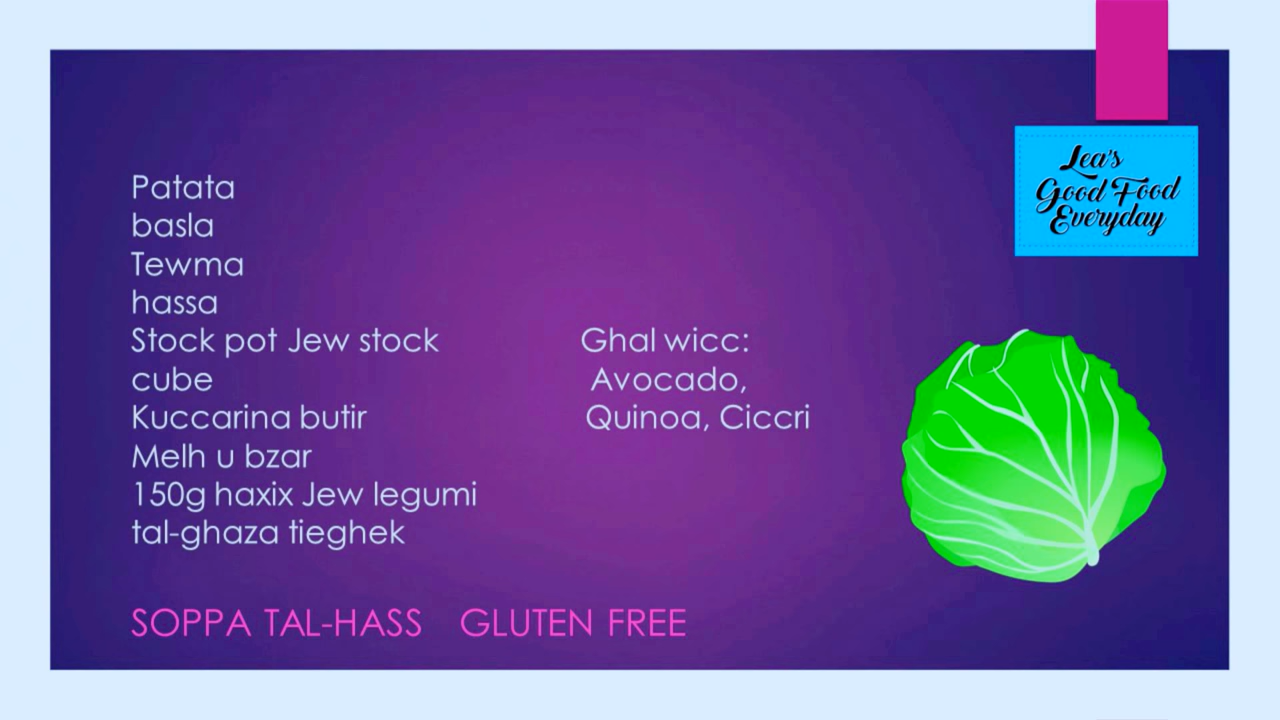 Lea's
Good Food
Everyday
Patata
basla
Tewma
hassa
Stock pot Jew stock
cube
Kuccarina butir
Melh u bzar
150g haxix Jew legumi
tal-ghaza tieghek
Ghal wicc:
Avocado,
Quinoa, Ciccri
SOPPA TAL-HASS GLUTEN FREE